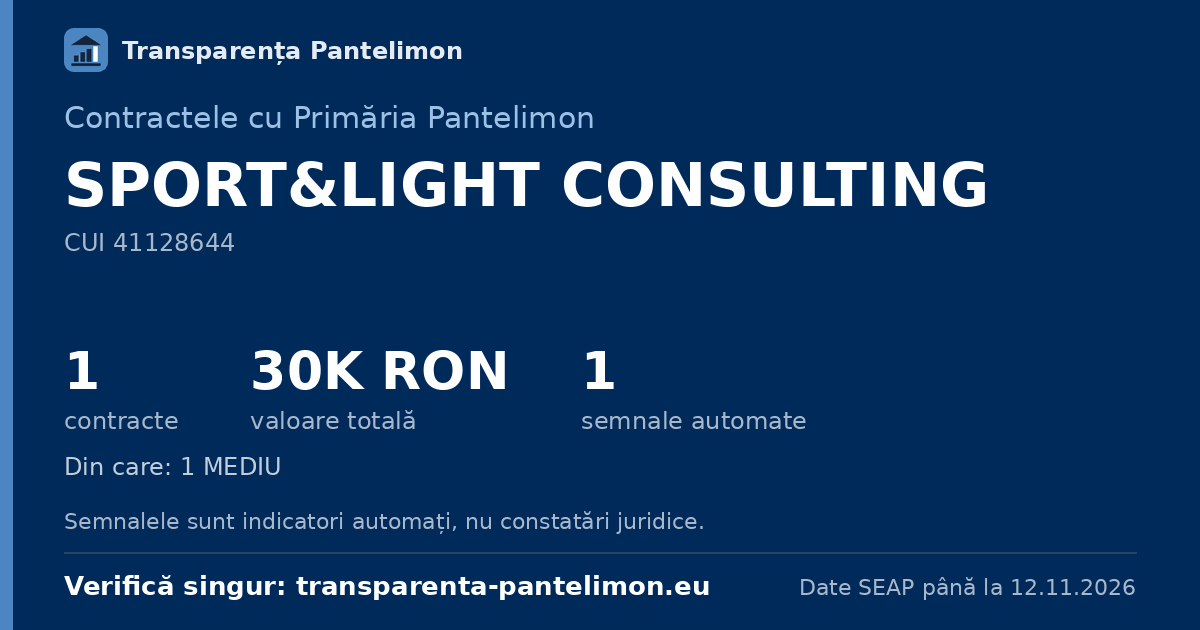 Transparența Pantelimon
Contractele cu Primăria Pantelimon
SPORT&LIGHT CONSULTING
CUI 41128644
1 30K RON 1
contracte valoare totală semnale automate
Din care: 1 MEDIU
Semnalele sunt indicatori automați, nu constatări juridice.
Verifică singur: transparenta-pantelimon.eu Date SEAP până la 12.11.2026